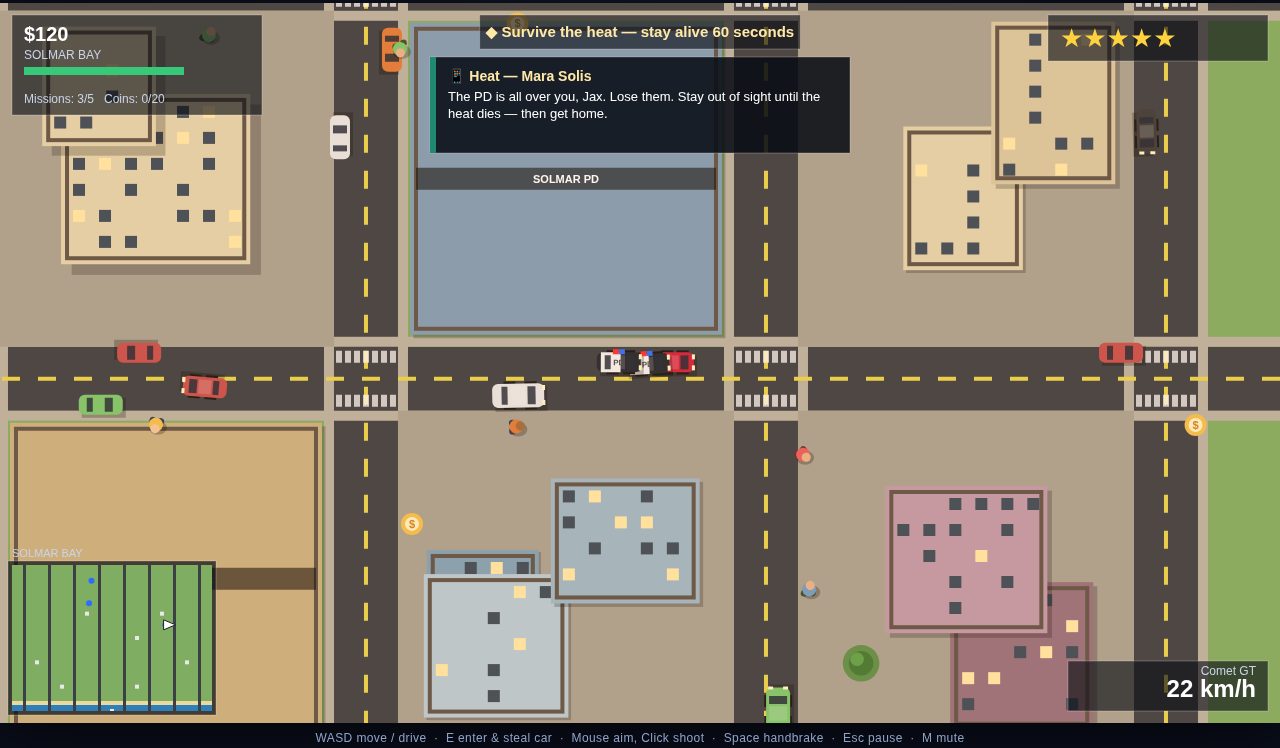 $120
SOLMAR BAY
Missions: 3/5 Coins: 0/20
◆ Survive the heat — stay alive 60 seconds
★★★★★
📱 Heat — Mara Solis
The PD is all over you, Jax. Lose them. Stay out of sight until the
heat dies — then get home.
SOLMAR PD
$
$
SOLMAR BAY
Comet GT
22 km/h
WASD move / drive · E enter & steal car · Mouse aim, Click shoot · Space handbrake · Esc pause · M mute